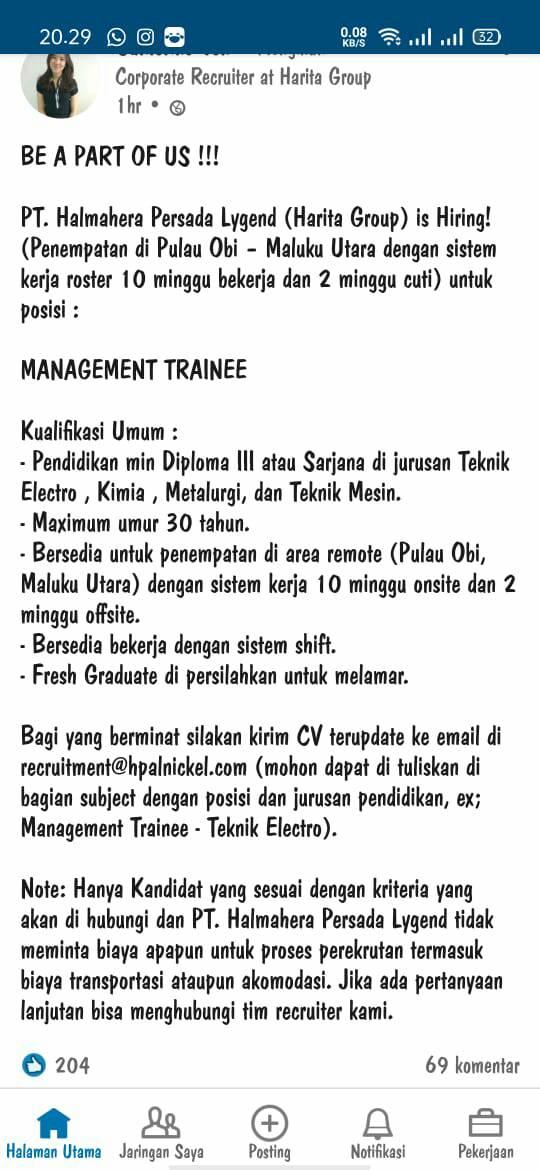 20.29
0.08
KB/S
32
Corporate Recruiter at Harita Group
1hr •
BE A PART OF US !!!
PT. Halmahera Persada Lygend (Harita Group) is Hiring!
(Penempatan di Pulau Obi – Maluku Utara dengan sistem
kerja roster 10 minggu bekerja dan 2 minggu cuti) untuk
posisi :
MANAGEMENT TRAINEE
Kualifikasi Umum :
- Pendidikan min Diploma III atau Sarjana di jurusan Teknik
Electro , Kimia , Metalurgi, dan Teknik Mesin.
- Maximum umur 30 tahun.
- Bersedia untuk penempatan di area remote (Pulau Obi,
Maluku Utara) dengan sistem kerja 10 minggu onsite dan 2
minggu offsite.
- Bersedia bekerja dengan sistem shift.
- Fresh Graduate di persilahkan untuk melamar.
Bagi yang berminat silakan kirim CV terupdate ke email di
recruitment@hpalnickel.com (mohon dapat di tuliskan di
bagian subject dengan posisi dan jurusan pendidikan, ex;
Management Trainee - Teknik Electro).
Note: Hanya Kandidat yang sesuai dengan kriteria yang
akan di hubungi dan PT. Halmahera Persada Lygend tidak
meminta biaya apapun untuk proses perekrutan termasuk
biaya transportasi ataupun akomodasi. Jika ada pertanyaan
lanjutan bisa menghubungi tim recruiter kami.
204
69 komentar
Halaman Utama
Jaringan Saya
Posting
Notifikasi
Pekerjaan